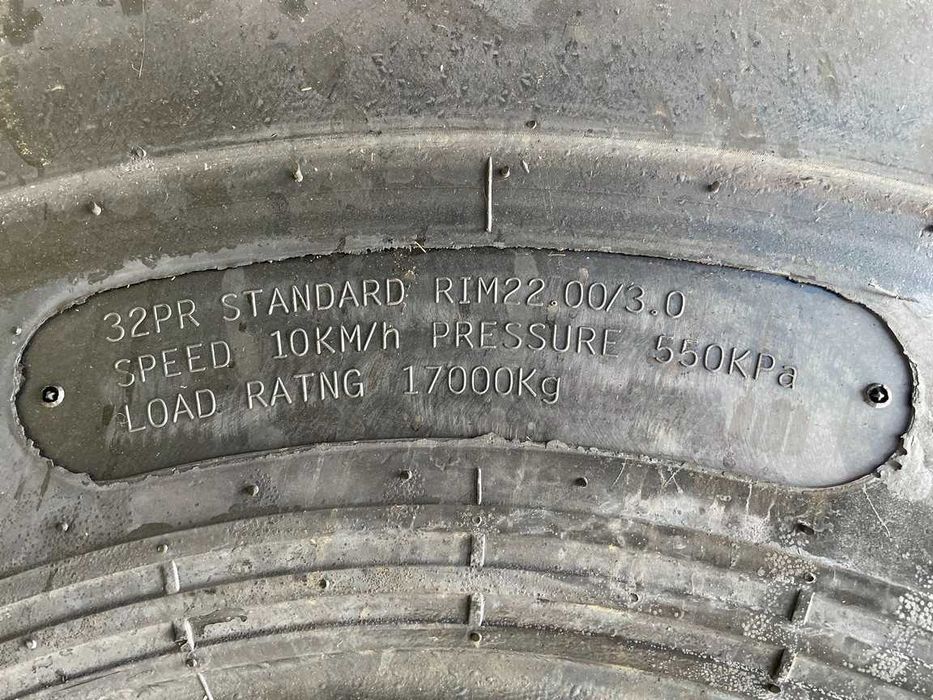 32PR STANDARD RIM22.00/3.0
SPEED 10KM/h PRESSURE 550KPa
LOAD RATNG 17000Kg